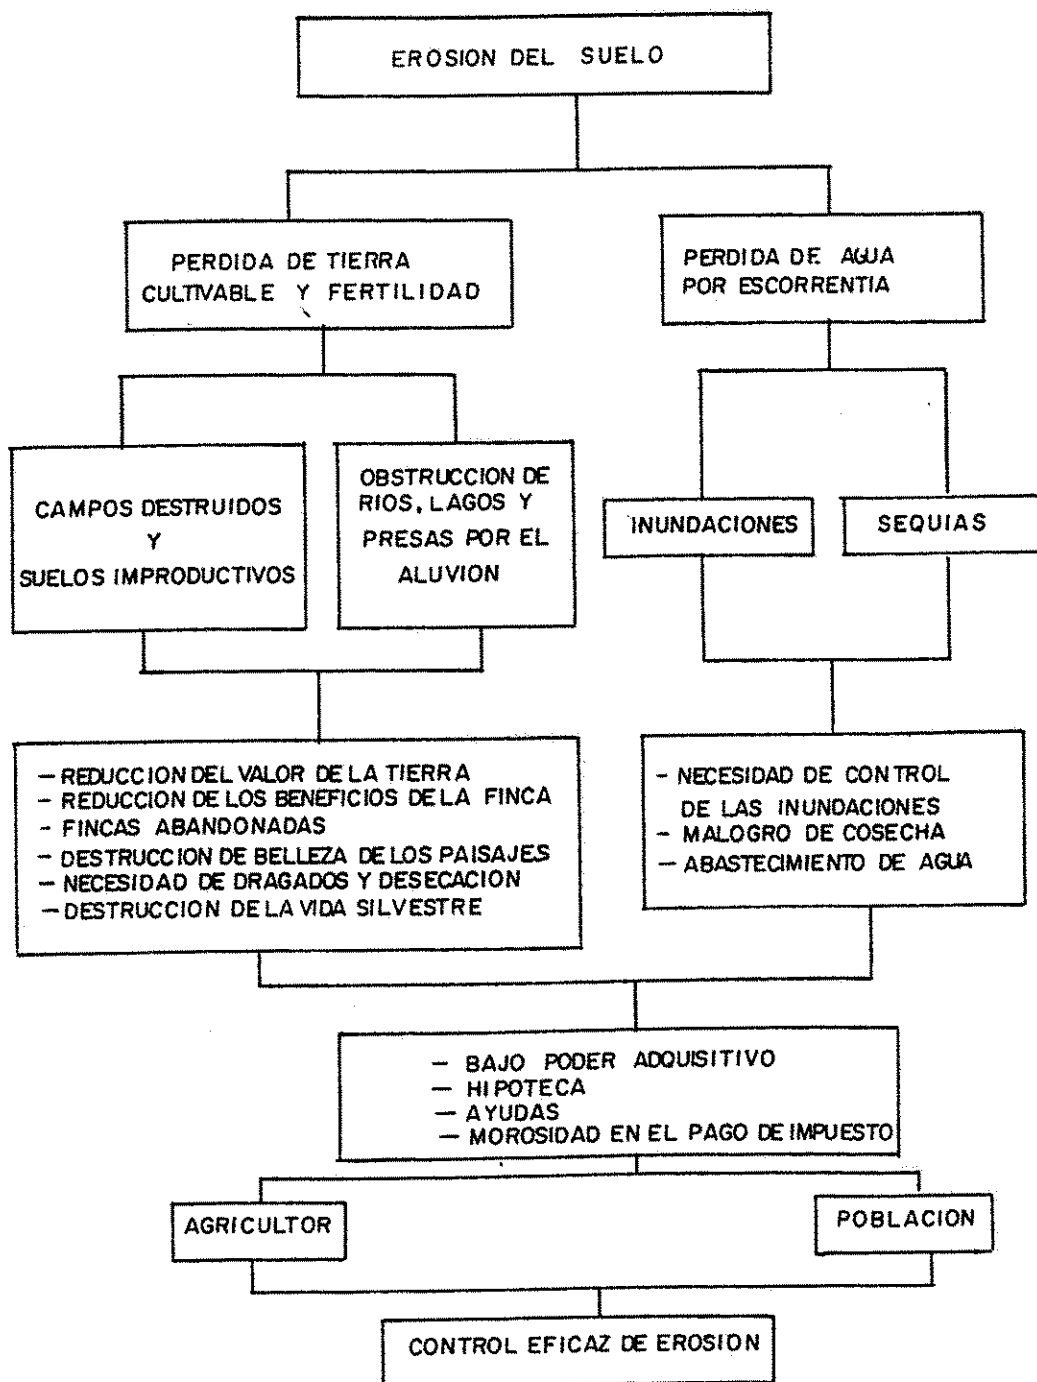 EROSION DEL SUELO
PERDIDA DE TIERRA
CULTIVABLE Y FERTILIDAD
PERDIDA DE AGUA
POR ESCORRENTIA
CAMPOS DESTRUIDOS
Y
SUELOS IMPRODUCTIVOS
OBSTRUCCION DE
RIOS, LAGOS Y
PRESAS POR EL
ALUVION
INUNDACIONES
SEQUIAS
— REDUCCION DEL VALOR DE LA TIERRA
— REDUCCION DE LOS BENEFICIOS DE LA FINCA
— FINCAS ABANDONADAS
— DESTRUCCION DE BELLEZA DE LOS PAISAJES
— NECESIDAD DE DRAGADOS Y DESECACION
— DESTRUCCION DE LA VIDA SILVESTRE
- NECESIDAD DE CONTROL
DE LAS INUNDACIONES
— MALOGRO DE COSECHA
— ABASTECIMIENTO DE AGUA
— BAJO PODER ADQUISITIVO
— HIPOTECA
— AYUDAS
— MOROSIDAD EN EL PAGO DE IMPUESTO
AGRICULTOR
POBLACION
CONTROL EFICAZ DE EROSION